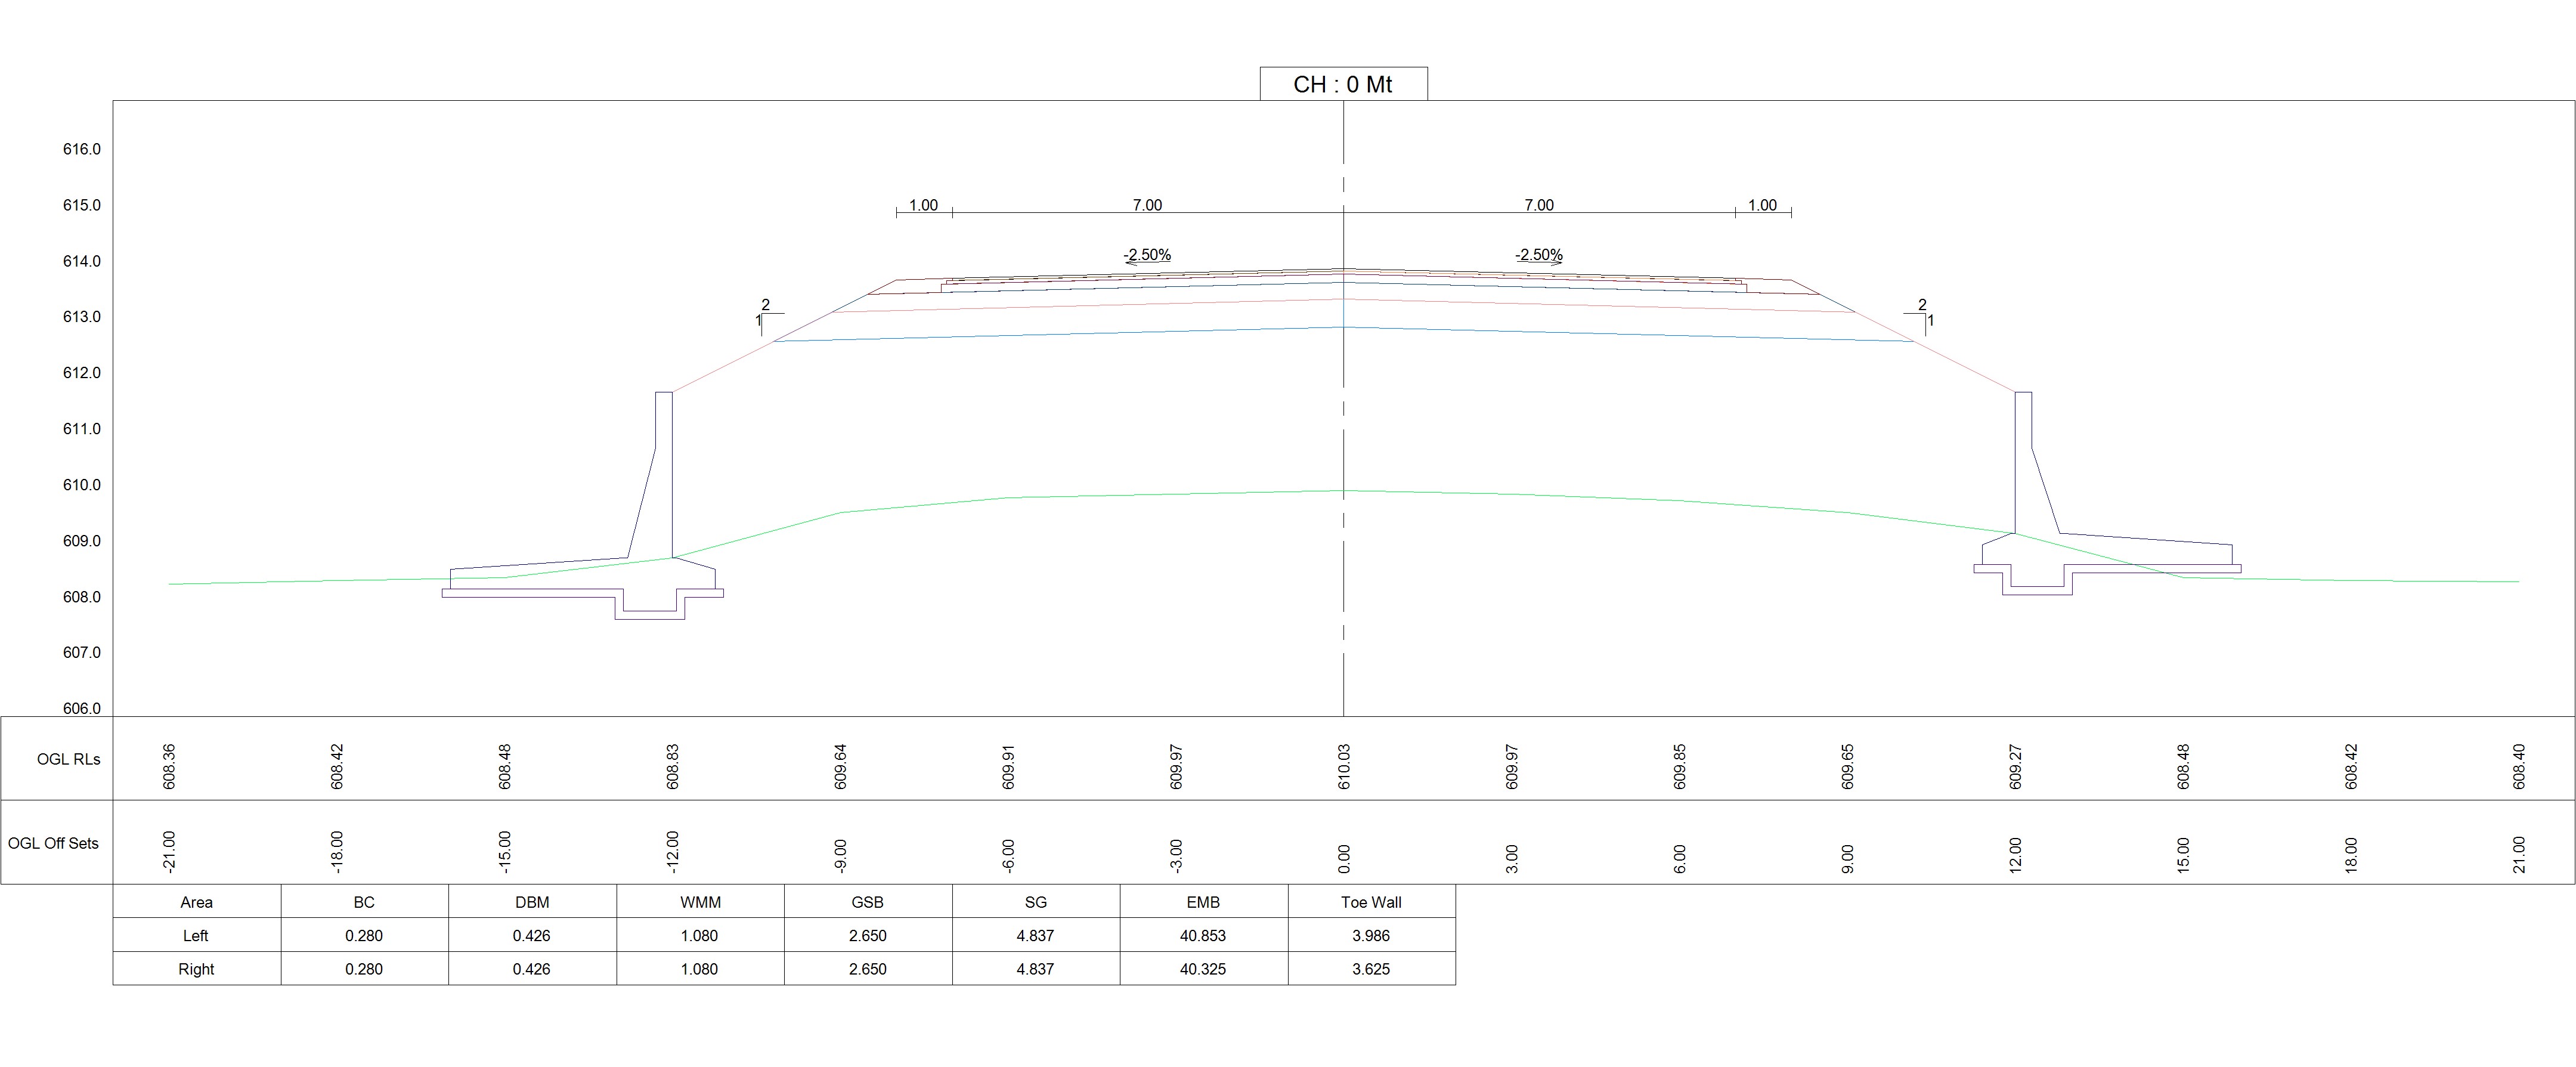 CH : 0 Mt
616.0
615.0
1.00 7.00 7.00 1.00
614.0
-2.50% -2.50%
613.0
2 2
1 1
612.0
611.0
610.0
609.0
608.0
607.0
606.0
OGL RLs 608.36 608.42 608.48 608.83 609.64 609.91 609.97 610.03 609.97 609.85 609.65 609.27 608.48 608.42 608.40
OGL Off Sets -21.00 -18.00 -15.00 -12.00 -9.00 -6.00 -3.00 0.00 3.00 6.00 9.00 12.00 15.00 18.00 21.00
Area BC DBM WMM GSB SG EMB Toe Wall
Left 0.280 0.426 1.080 2.650 4.837 40.853 3.986
Right 0.280 0.426 1.080 2.650 4.837 40.325 3.625